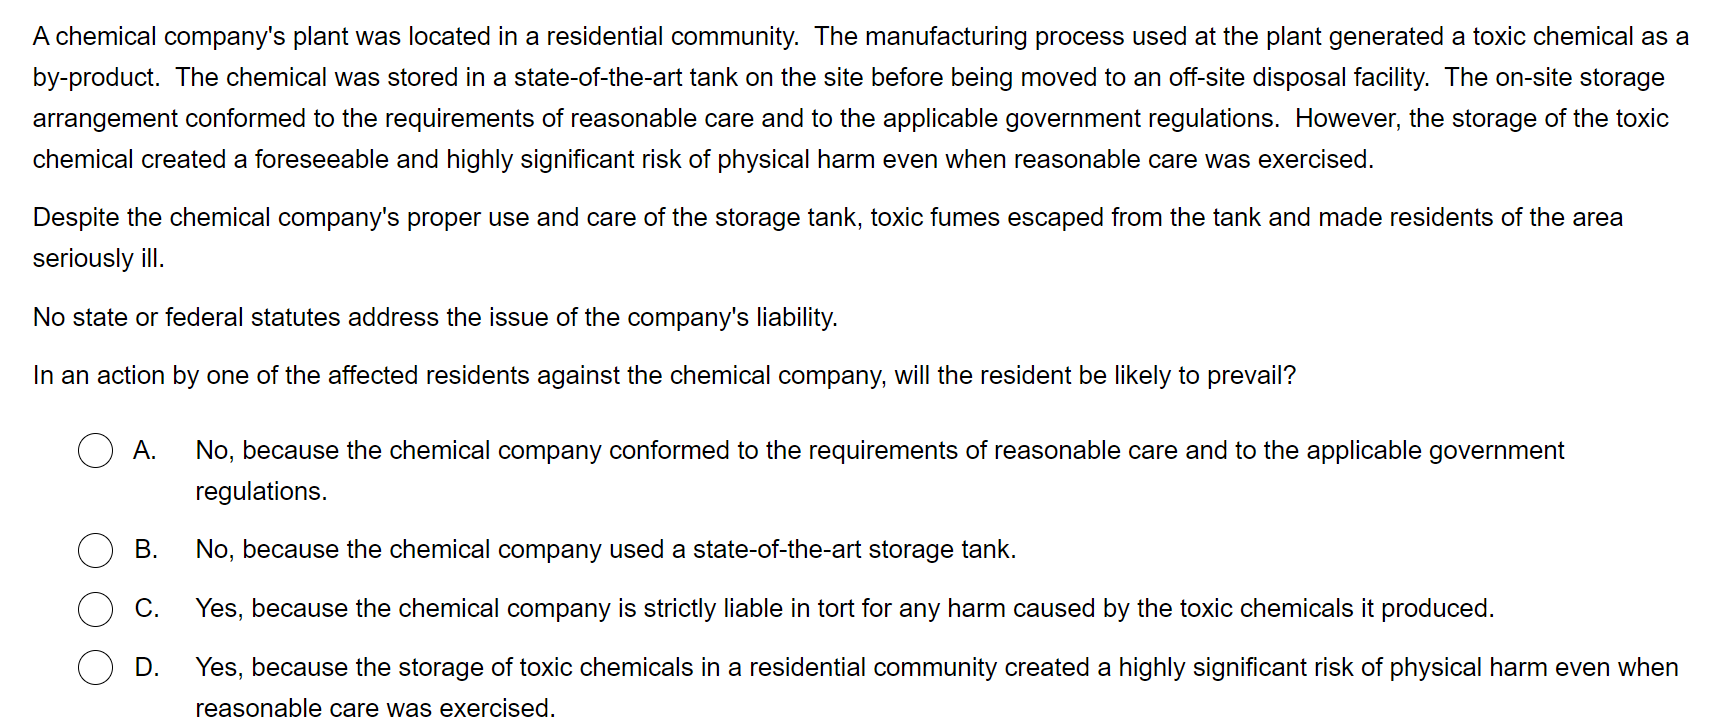 A chemical company's plant was located in a residential community.  The manufacturing process used at the plant generated a toxic chemical as a
by-product.  The chemical was stored in a state-of-the-art tank on the site before being moved to an off-site disposal facility.  The on-site storage
arrangement conformed to the requirements of reasonable care and to the applicable government regulations.  However, the storage of the toxic
chemical created a foreseeable and highly significant risk of physical harm even when reasonable care was exercised.
Despite the chemical company's proper use and care of the storage tank, toxic fumes escaped from the tank and made residents of the area
seriously ill.
No state or federal statutes address the issue of the company's liability.
In an action by one of the affected residents against the chemical company, will the resident be likely to prevail?
A. No, because the chemical company conformed to the requirements of reasonable care and to the applicable government
regulations.
B. No, because the chemical company used a state-of-the-art storage tank.
C. Yes, because the chemical company is strictly liable in tort for any harm caused by the toxic chemicals it produced.
D. Yes, because the storage of toxic chemicals in a residential community created a highly significant risk of physical harm even when
reasonable care was exercised.